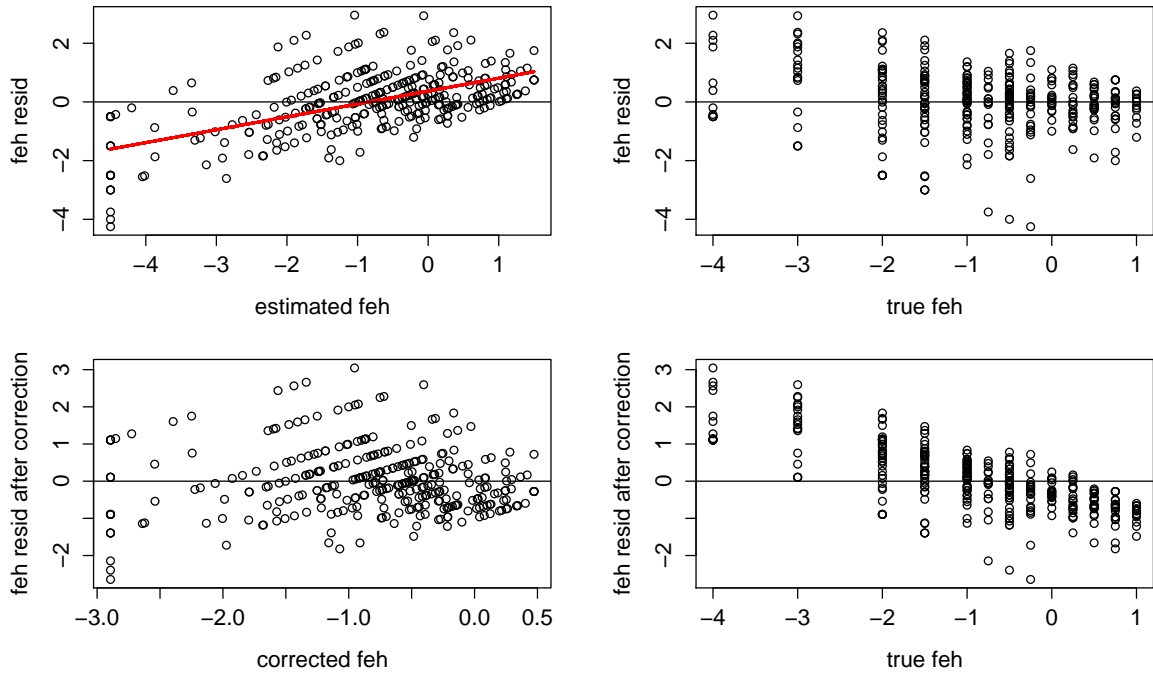 feh resid
2
0
−2
−4
−4 −3 −2 −1 0 1
estimated feh
feh resid
2
0
−2
−4
−4 −3 −2 −1 0 1
true feh
feh resid after correction
3
2
1
0
−2
−3.0 −2.0 −1.0 0.0 0.5
corrected feh
feh resid after correction
3
2
1
0
−2
−4 −3 −2 −1 0 1
true feh